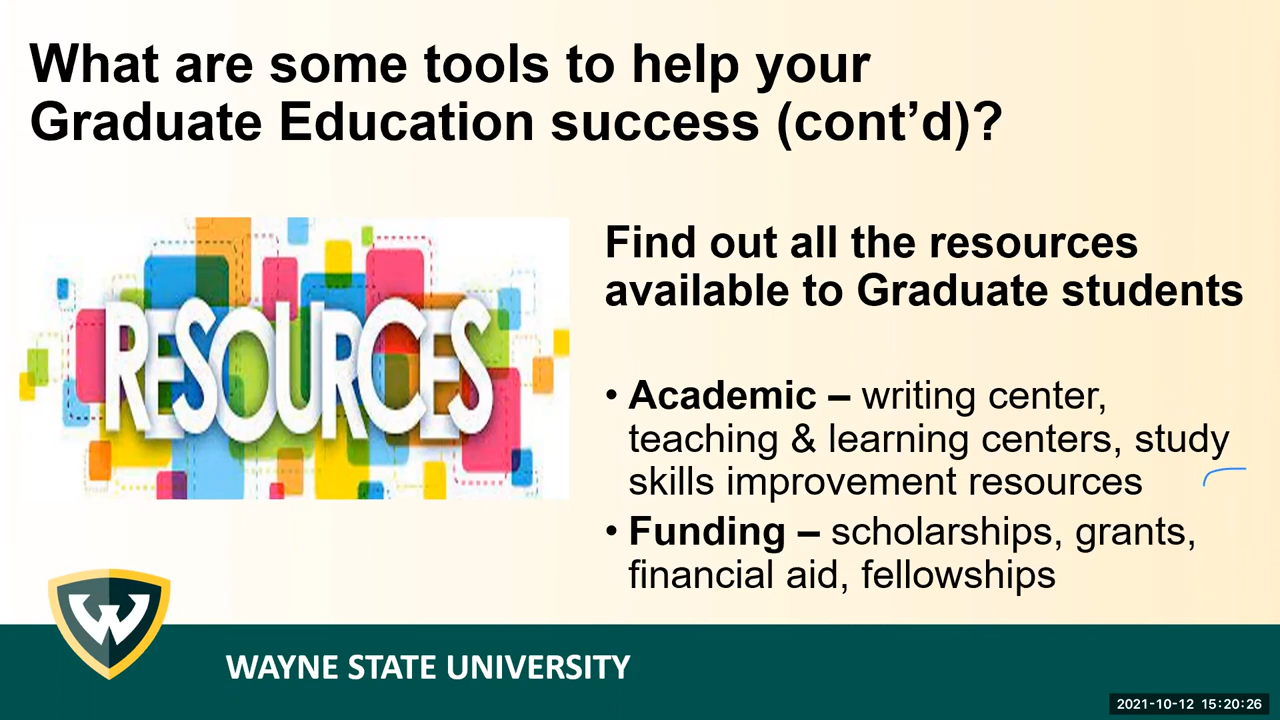 What are some tools to help your
Graduate Education success (cont’d)?
RESOURCES
Find out all the resources
available to Graduate students
• Academic – writing center,
teaching & learning centers, study
skills improvement resources
• Funding – scholarships, grants,
financial aid, fellowships
W
WAYNE STATE UNIVERSITY
2021-10-12 15:20:26